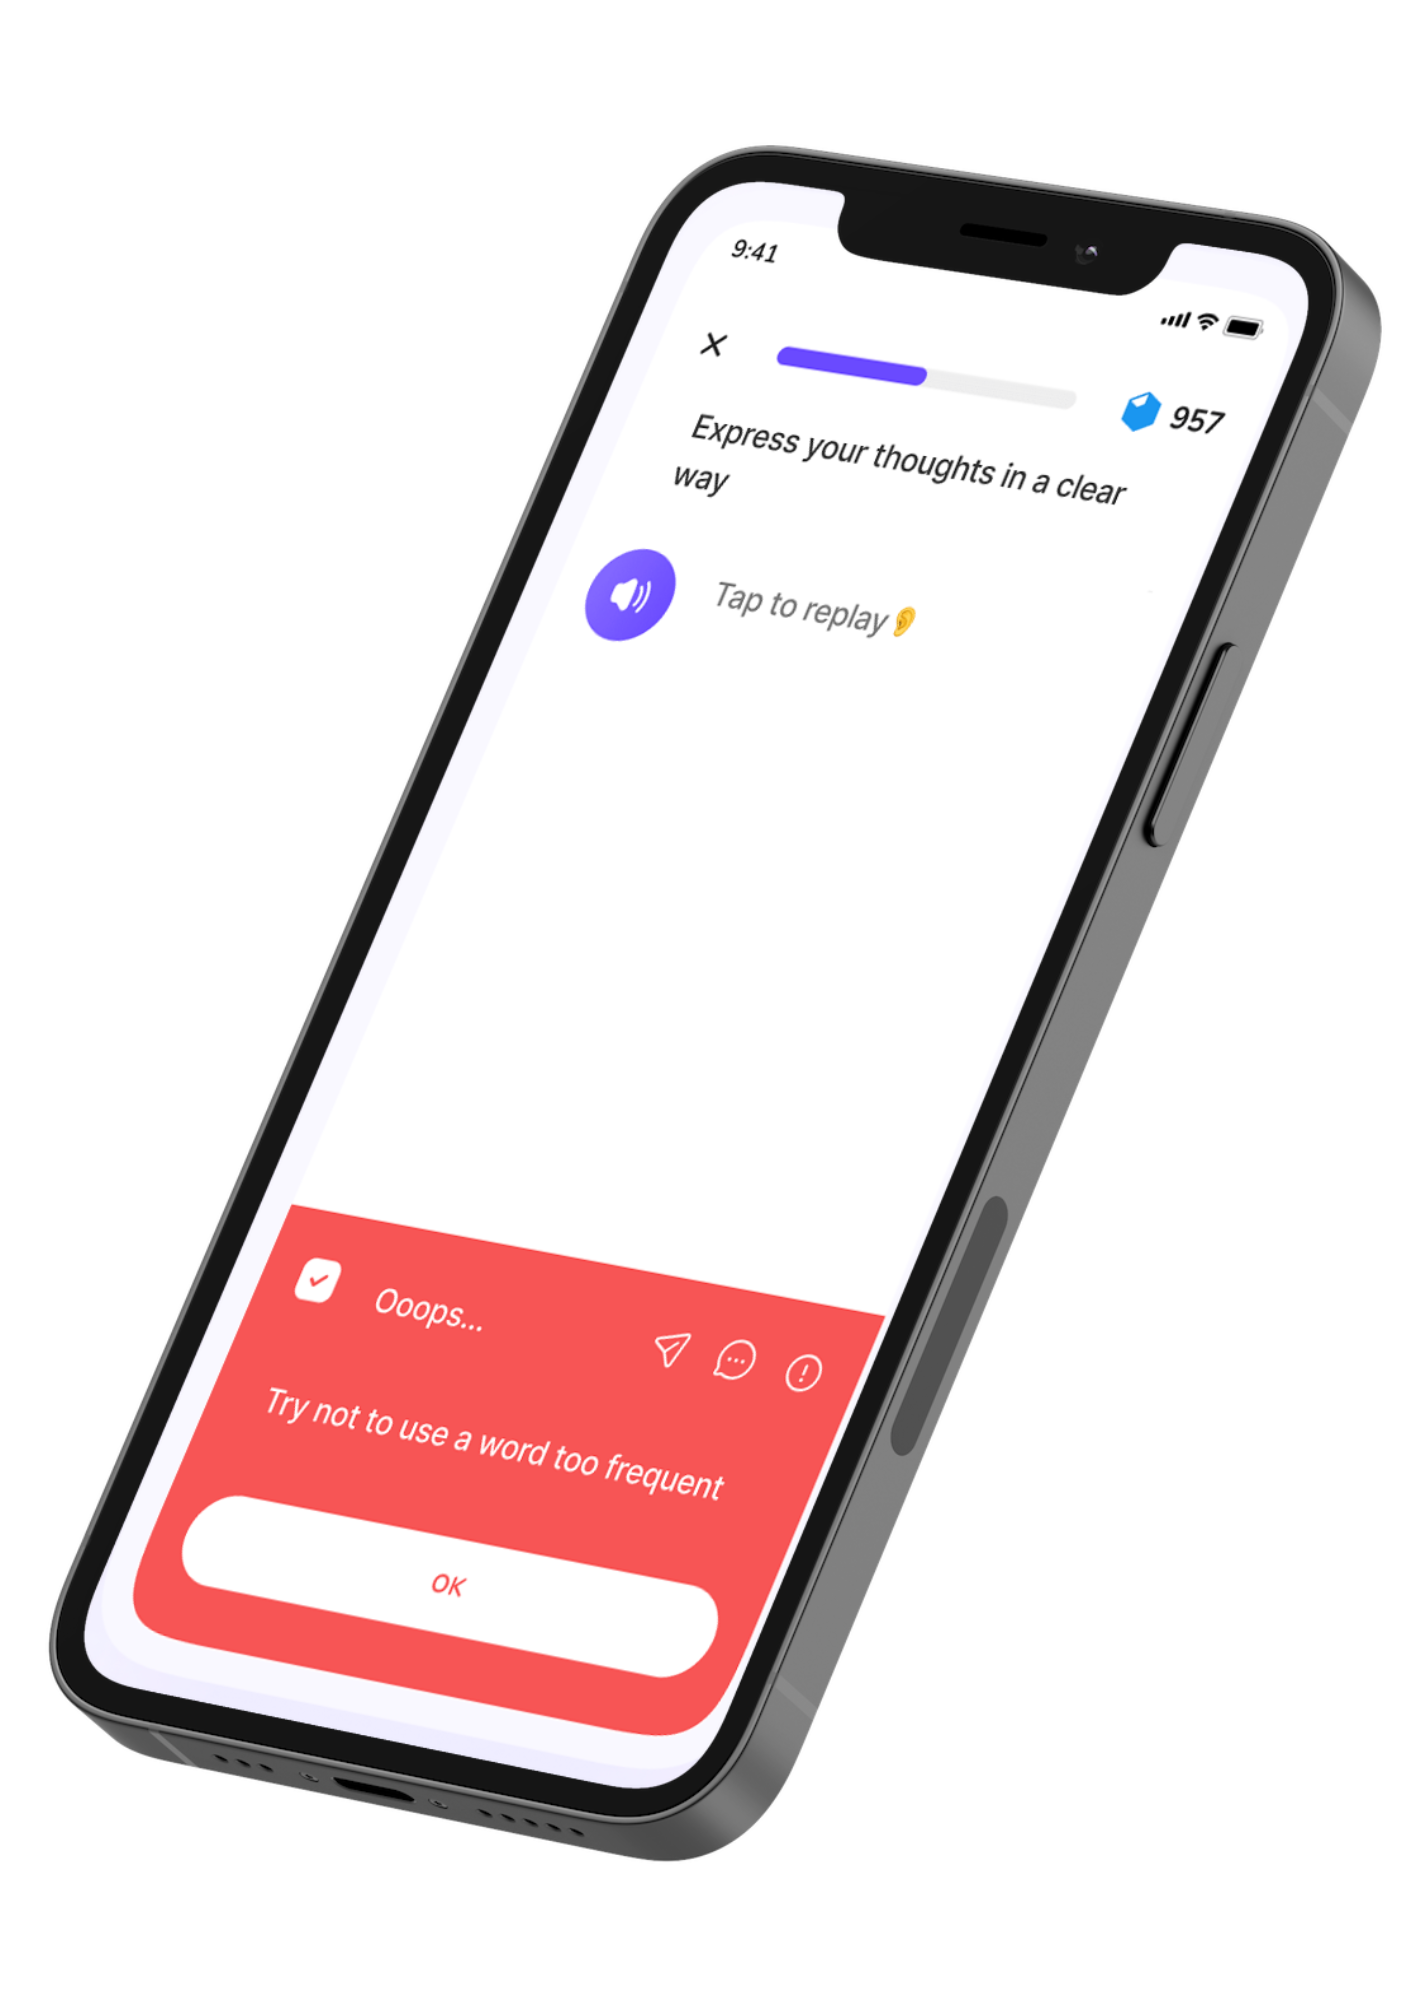 9:41
957
Express your thoughts in a clear
way
Tap to replay
Ooops...
Try not to use a word too frequent
OK